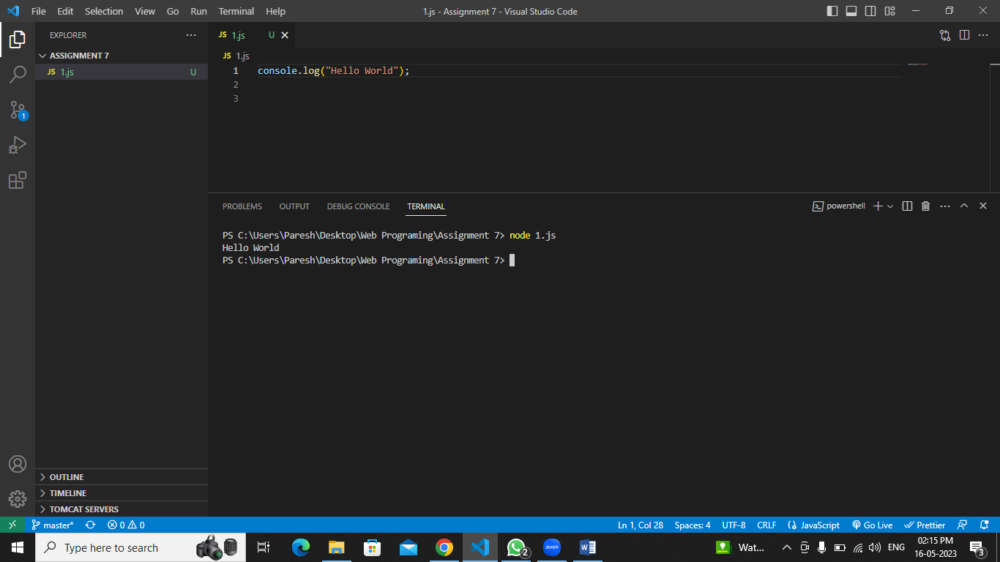 File Edit Selection View Go Run Terminal Help
1.js - Assignment 7 - Visual Studio Code
EXPLORER
ASSIGNMENT 7
JS 1.js U
1
JS 1.js U
JS 1.js
1 console.log("Hello World");
2
3
PROBLEMS OUTPUT DEBUG CONSOLE TERMINAL
powershell
PS C:\Users\Paresh\Desktop\Web Programing\Assignment 7> node 1.js
Hello World
PS C:\Users\Paresh\Desktop\Web Programing\Assignment 7>
OUTLINE
TIMELINE
TOMCAT SERVERS
master* 0 0
Ln 1, Col 28 Spaces: 4 UTF-8 CRLF JavaScript Go Live Prettier
Type here to search
zoom
2
Wat...
ENG
02:15 PM
16-05-2023
3